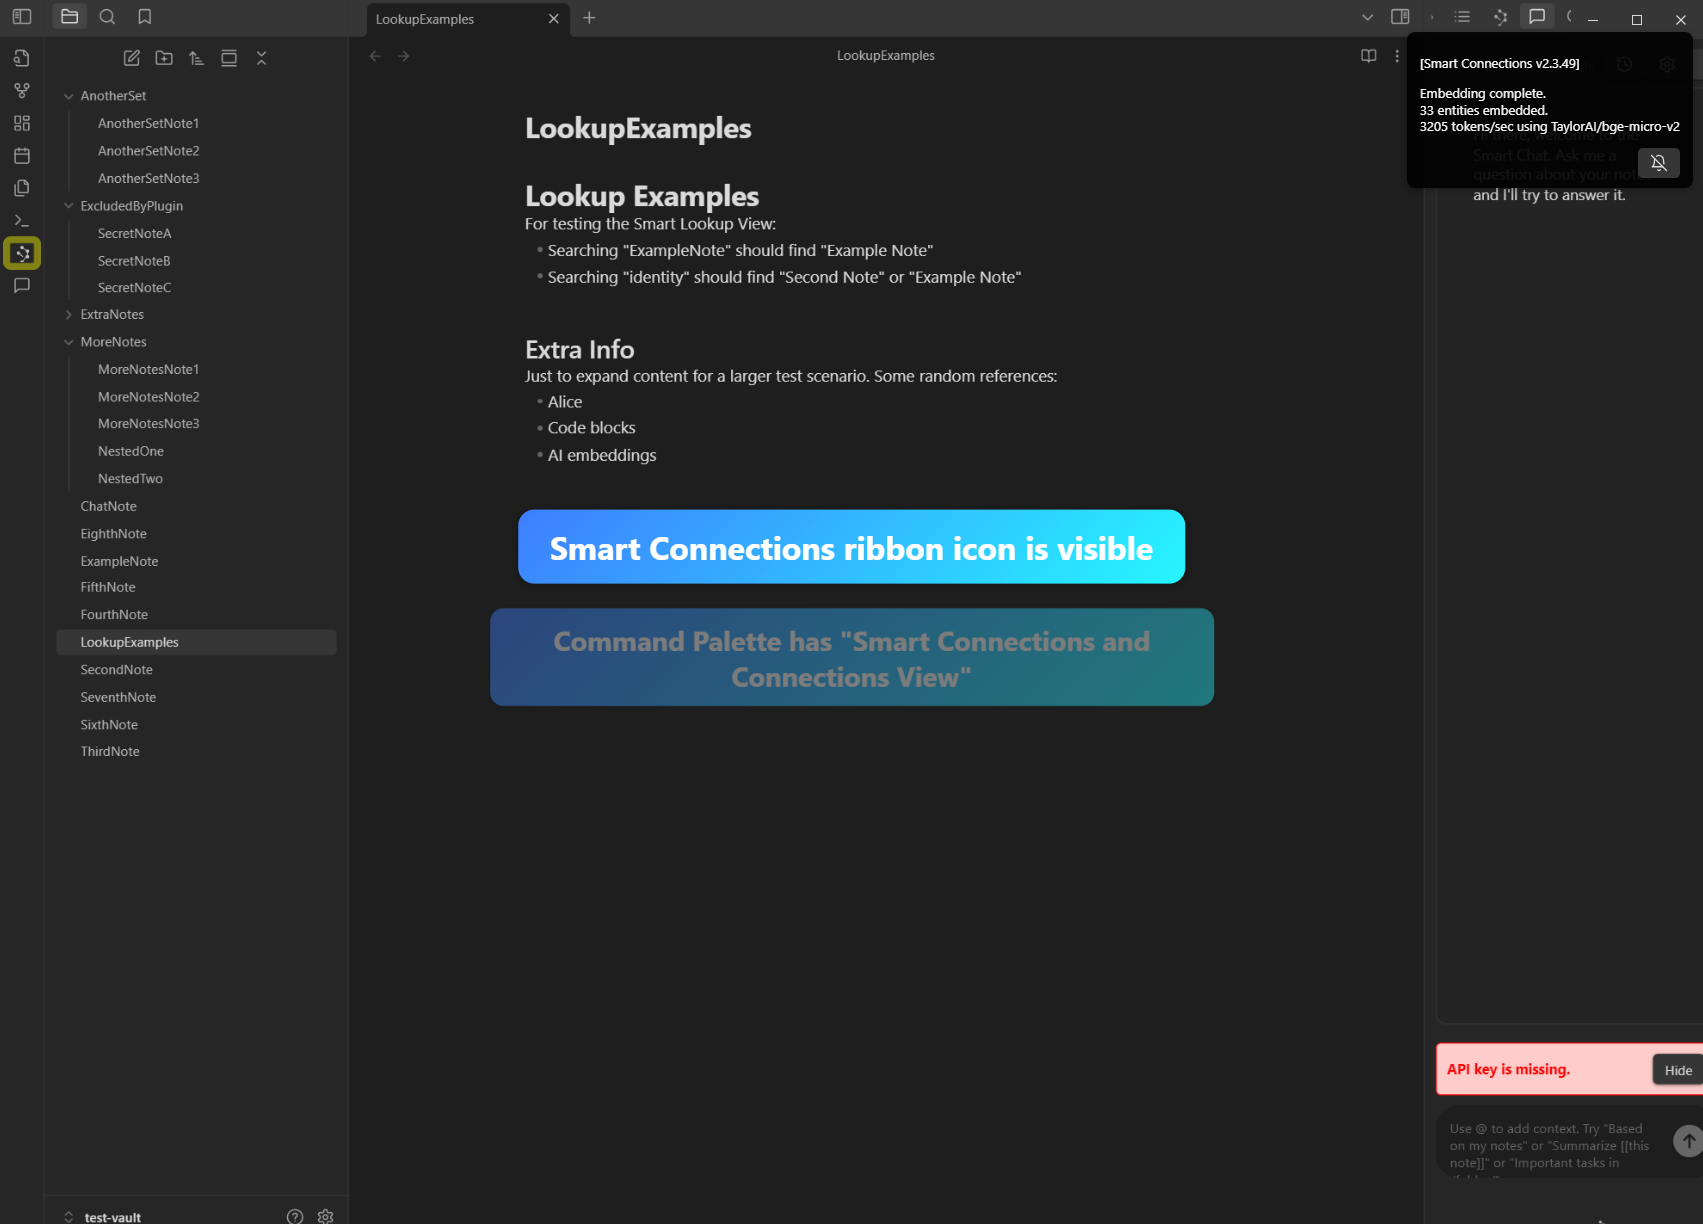 LookupExamples
AnotherSet
AnotherSetNote1
AnotherSetNote2
AnotherSetNote3
ExcludedByPlugin
SecretNoteA
SecretNoteB
SecretNoteC
ExtraNotes
MoreNotes
MoreNotesNote1
MoreNotesNote2
MoreNotesNote3
NestedOne
NestedTwo
ChatNote
EighthNote
ExampleNote
FifthNote
FourthNote
LookupExamples
SecondNote
SeventhNote
SixthNote
ThirdNote
test-vault
LookupExamples
LookupExamples
Lookup Examples
For testing the Smart Lookup View:
Searching "ExampleNote" should find "Example Note"
Searching "identity" should find "Second Note" or "Example Note"
Extra Info
Just to expand content for a larger test scenario. Some random references:
Alice
Code blocks
AI embeddings
Smart Connections ribbon icon is visible
Command Palette has "Smart Connections and
Connections View"
[Smart Connections v2.3.49]
Embedding complete.
33 entities embedded.
3205 tokens/sec using TaylorAI/bge-micro-v2
Smart Chat. Ask me a
question about your
and I'll try to answer it.
API key is missing.
Hide
Use @ to add context. Try "Based
on my notes" or "Summarize [[this
note]]" or "Important tasks in